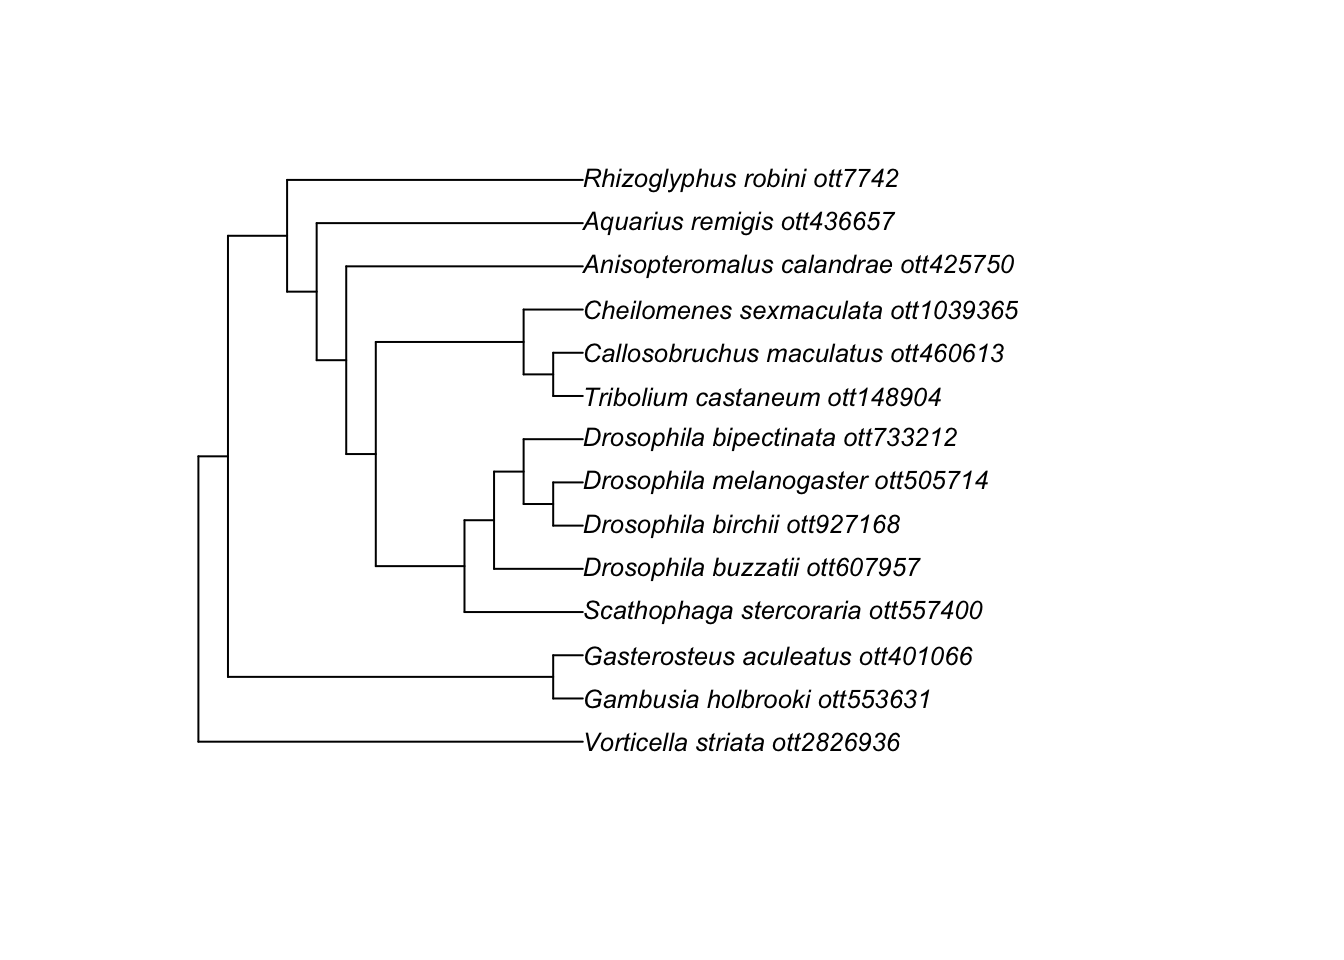 Rhizoglyphus robini ott7742
Aquarius remigis ott436657
Anisopteromalus calandrae ott425750
Cheilomenes sexmaculata ott1039365
Callosobruchus maculatus ott460613
Tribolium castaneum ott148904
Drosophila bipectinata ott733212
Drosophila melanogaster ott505714
Drosophila birchii ott927168
Drosophila buzzatii ott607957
Scathophaga stercoraria ott557400
Gasterosteus aculeatus ott401066
Gambusia holbrooki ott553631
Vorticella striata ott2826936